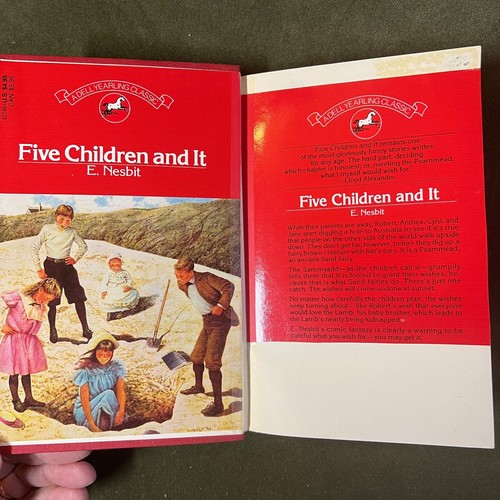 A DELL YEARLING CLASSIC
Five Children and It
E. Nesbit
U.S. $4.95
CAN. $5.95
A DELL YEARLING CLASSIC
Five Children and It remains one
of the most gloriously funny stories written
for any age. The hard part: deciding
which chapter is funniest; or, meeting the Psammead,
what I myself would wish for.
Lloyd Alexander
Five Children and It
E. Nesbit
While their parents are away, Robert, Anthea, Cyril, and
Jane start digging a hole to Australia to see if it's true
that people on the other side of the world walk upside
down. They don't get far, however, before they dig up a
furry brown creature with bat's ears. It is a Psammead,
an ancient Sand fairy.
The Sammyadd—as the children call it—grumpily
tells them that it is forced to grant their wishes, be
cause that is what Sand fairies do. There's just one
catch. The wishes will come undone at sunset.
No matter how carefully the children plan, the wishes
keep turning about like Robert's wish that everyone
would love the Lamb, his baby brother, which leads to
the Lamb's nearly being kidnapped.
E. Nesbit's comic fantasy is clearly a warning to be
careful what you wish for—you may get it.